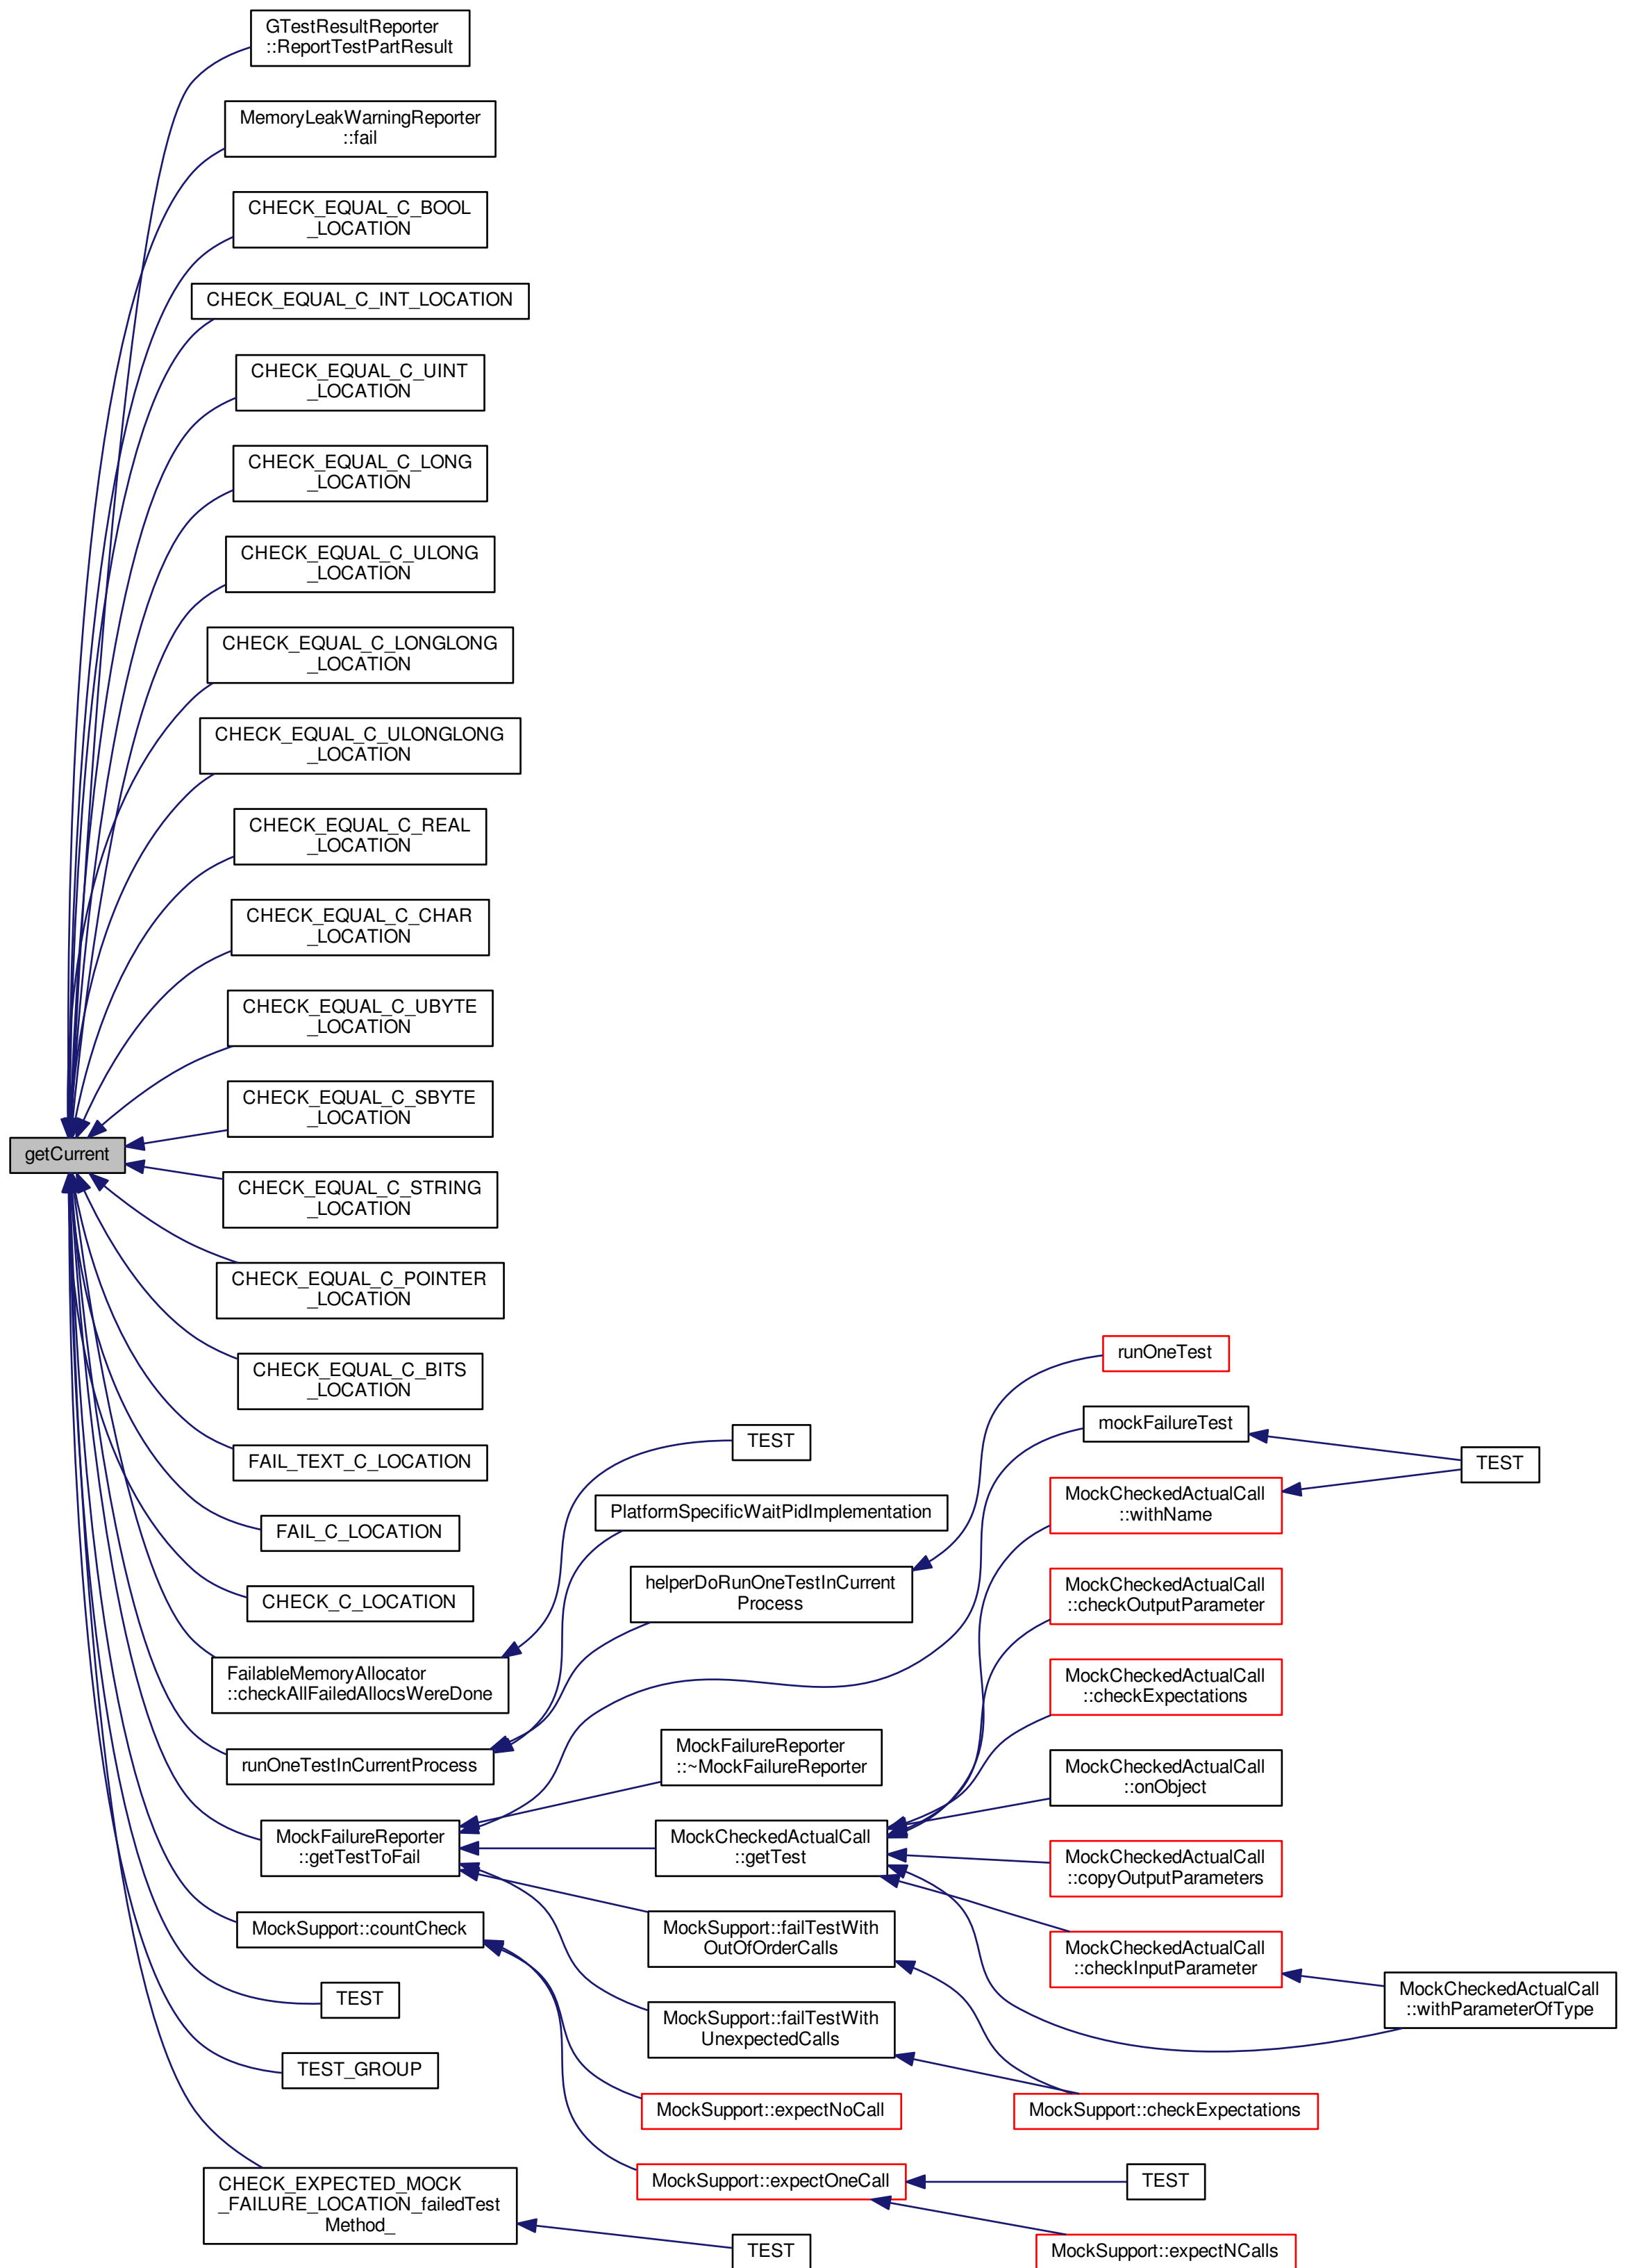 GTestResultReporter
::ReportTestPartResult
MemoryLeakWarningReporter
::fail
CHECK_EQUAL_C_BOOL
_LOCATION
CHECK_EQUAL_C_INT_LOCATION
CHECK_EQUAL_C_UINT
_LOCATION
CHECK_EQUAL_C_LONG
_LOCATION
CHECK_EQUAL_C_ULONG
_LOCATION
CHECK_EQUAL_C_LONGLONG
_LOCATION
CHECK_EQUAL_C_ULONGLONG
_LOCATION
CHECK_EQUAL_C_REAL
_LOCATION
CHECK_EQUAL_C_CHAR
_LOCATION
CHECK_EQUAL_C_UBYTE
_LOCATION
CHECK_EQUAL_C_SBYTE
_LOCATION
getCurrent
CHECK_EQUAL_C_STRING
_LOCATION
CHECK_EQUAL_C_POINTER
_LOCATION
CHECK_EQUAL_C_BITS
_LOCATION
FAIL_TEXT_C_LOCATION
FAIL_C_LOCATION
CHECK_C_LOCATION
FailableMemoryAllocator
::checkAllFailedAllocsWereDone
runOneTestInCurrentProcess
MockFailureReporter
::getTestToFail
MockSupport::countCheck
TEST
TEST_GROUP
CHECK_EXPECTED_MOCK
_FAILURE_LOCATION_failedTest
Method_
TEST
PlatformSpecificWaitPidImplementation
helperDoRunOneTestInCurrent
Process
MockFailureReporter
::~MockFailureReporter
MockCheckedActualCall
::getTest
MockSupport::failTestWith
OutOfOrderCalls
MockSupport::failTestWith
UnexpectedCalls
MockSupport::expectNoCall
MockSupport::expectOneCall
TEST
runOneTest
mockFailureTest
MockCheckedActualCall
::withName
MockCheckedActualCall
::checkOutputParameter
MockCheckedActualCall
::checkExpectations
MockCheckedActualCall
::onObject
MockCheckedActualCall
::copyOutputParameters
MockCheckedActualCall
::checkInputParameter
MockSupport::checkExpectations
TEST
MockSupport::expectNCalls
TEST
MockCheckedActualCall
::withParameterOfType